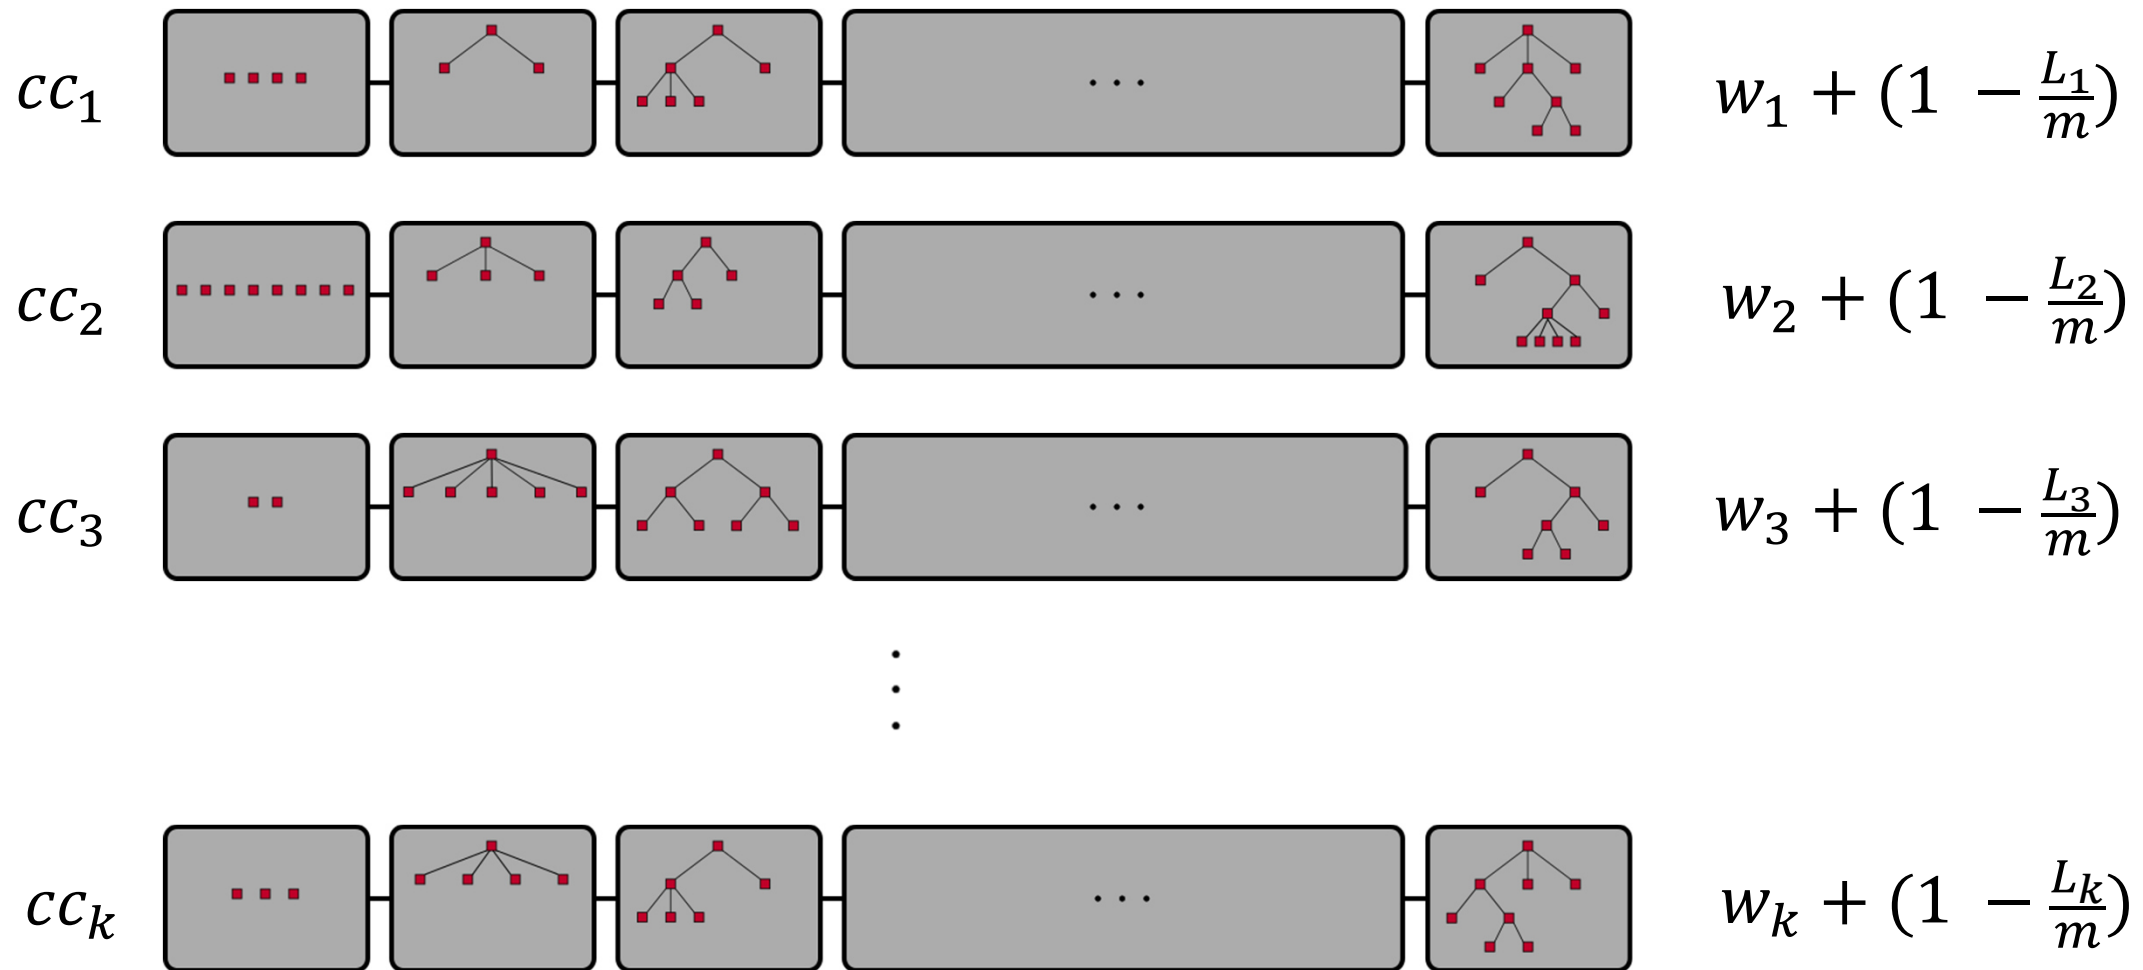 cc₁ . . . w₁ + (1 − L₁/m)
cc₂ . . . w₂ + (1 − L₂/m)
cc₃ . . . w₃ + (1 − L₃/m)
.
.
.
ccₖ . . . wₖ + (1 − Lₖ/m)